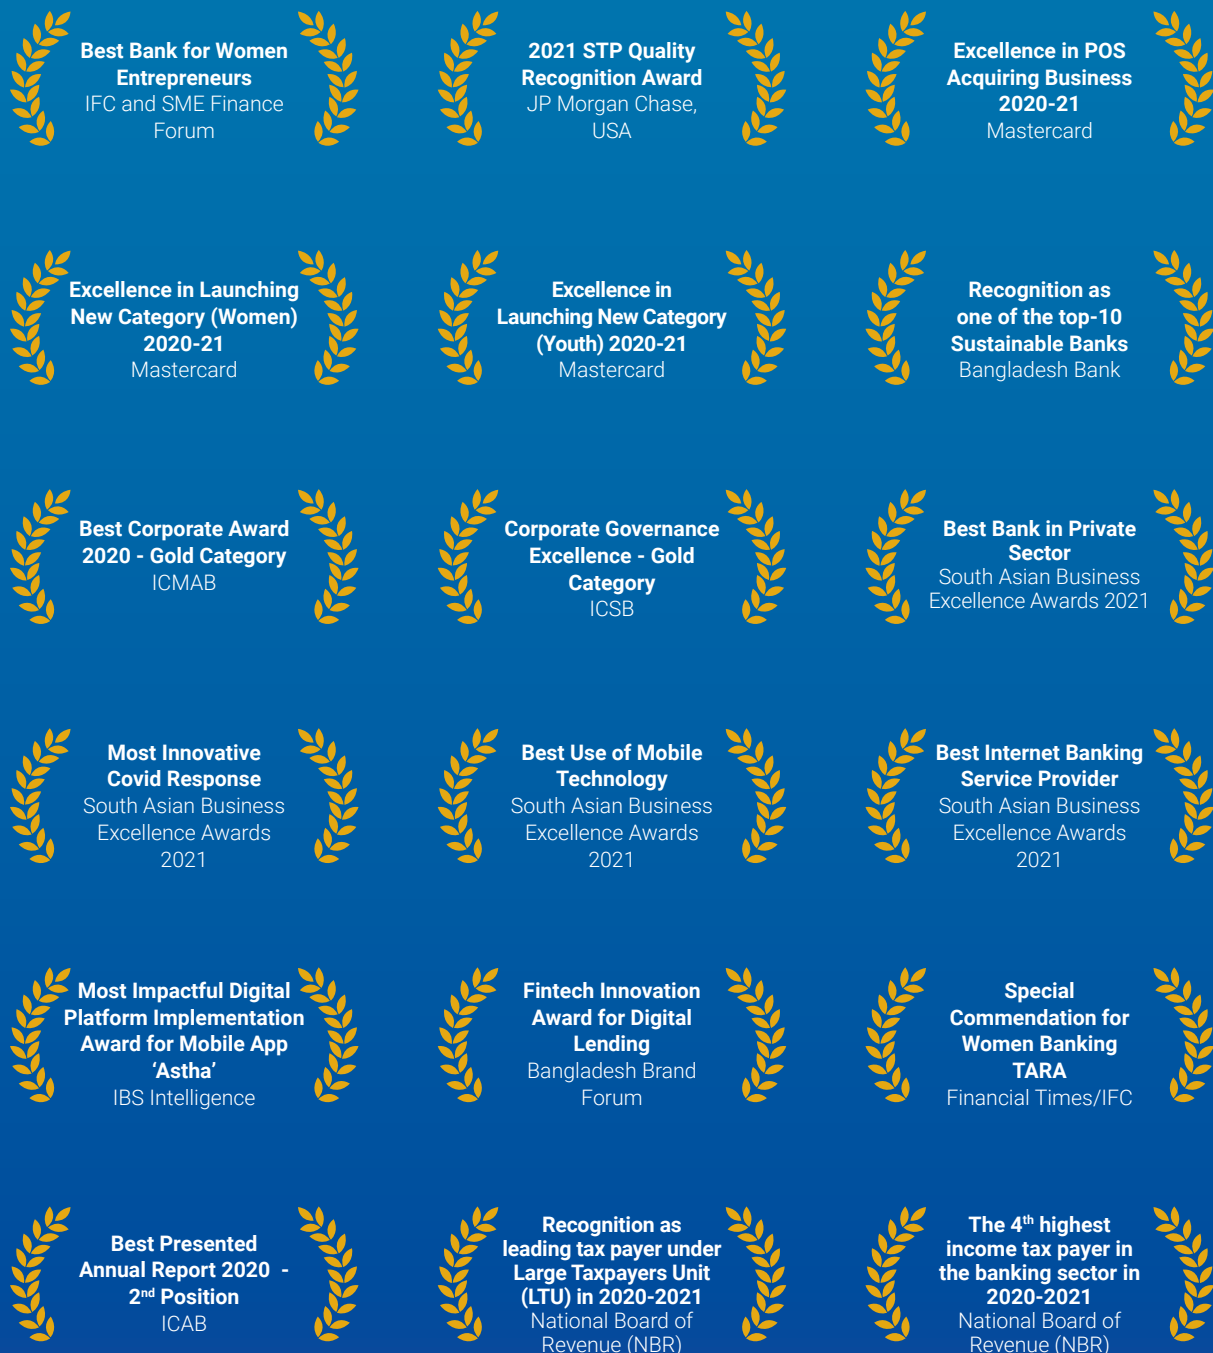 Best Bank for Women
Entrepreneurs
IFC and SME Finance
Forum
2021 STP Quality
Recognition Award
JP Morgan Chase,
USA
Excellence in POS
Acquiring Business
2020-21
Mastercard
Excellence in Launching
New Category (Women)
2020-21
Mastercard
Excellence in
Launching New Category
(Youth) 2020-21
Mastercard
Recognition as
one of the top-10
Sustainable Banks
Bangladesh Bank
Best Corporate Award
2020 - Gold Category
ICMAB
Corporate Governance
Excellence - Gold
Category
ICSB
Best Bank in Private
Sector
South Asian Business
Excellence Awards 2021
Most Innovative
Covid Response
South Asian Business
Excellence Awards
2021
Best Use of Mobile
Technology
South Asian Business
Excellence Awards
2021
Best Internet Banking
Service Provider
South Asian Business
Excellence Awards
2021
Most Impactful Digital
Platform Implementation
Award for Mobile App
‘Astha’
IBS Intelligence
Fintech Innovation
Award for Digital
Lending
Bangladesh Brand
Forum
Special
Commendation for
Women Banking
TARA
Financial Times/IFC
Best Presented
Annual Report 2020 -
2nd Position
ICAB
Recognition as
leading tax payer under
Large Taxpayers Unit
(LTU) in 2020-2021
National Board of
Revenue (NBR)
The 4th highest
income tax payer in
the banking sector in
2020-2021
National Board of
Revenue (NBR)